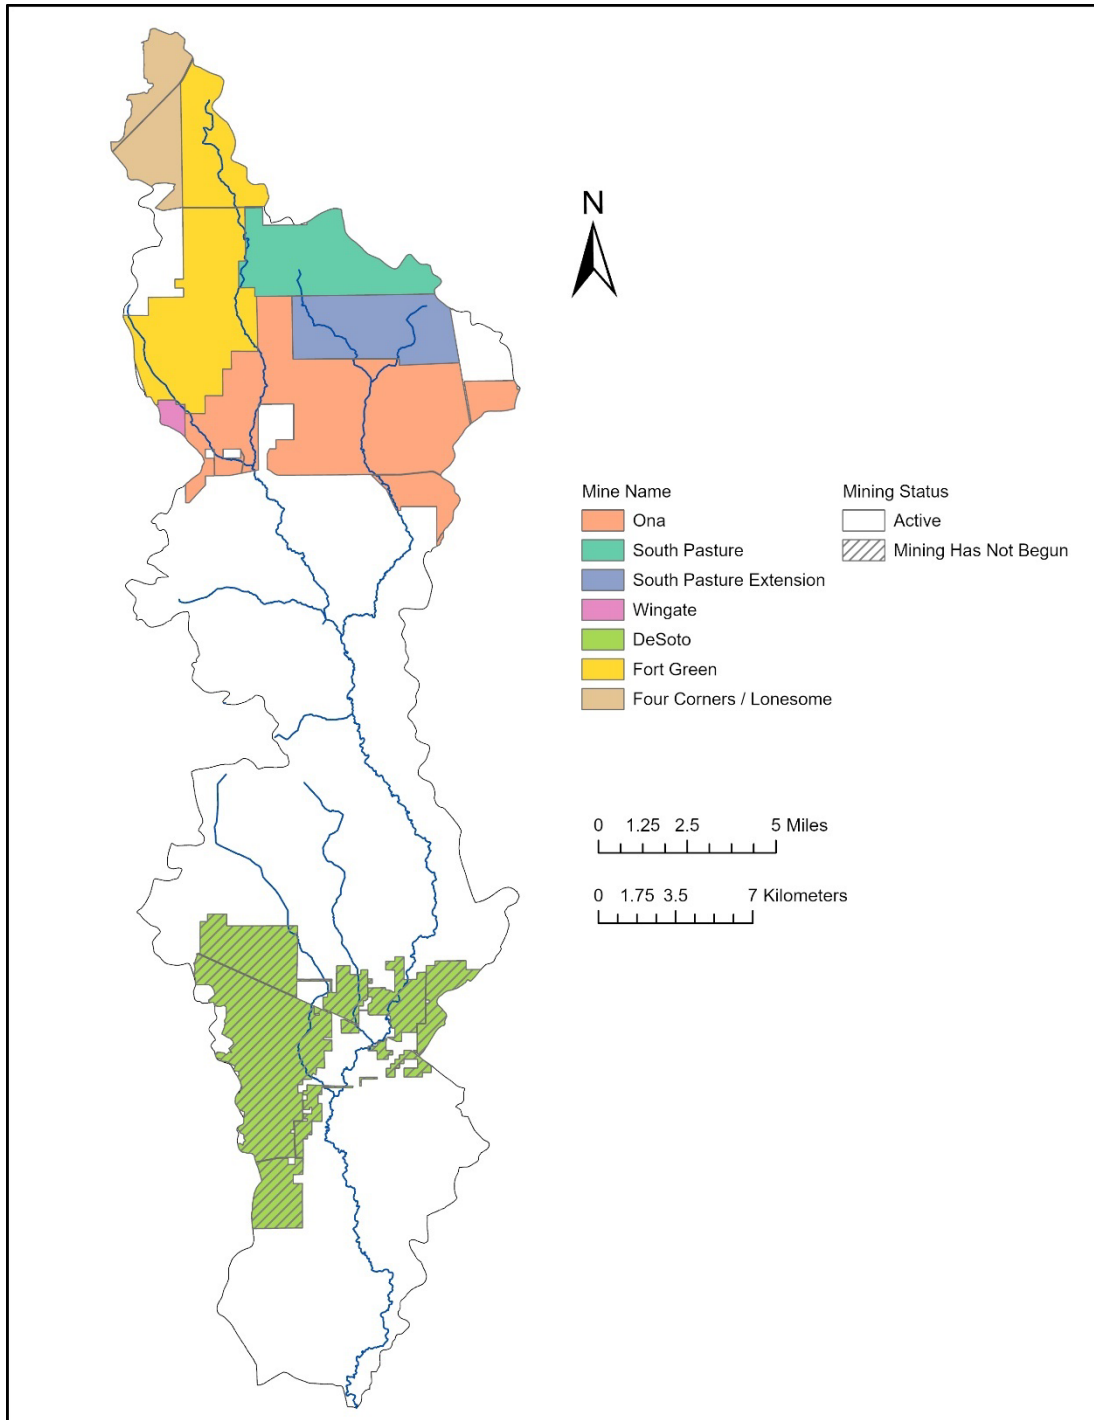 N
Mine Name
Ona
South Pasture
South Pasture Extension
Wingate
DeSoto
Fort Green
Four Corners / Lonesome
Mining Status
Active
Mining Has Not Begun
0 1.25 2.5 5 Miles
0 1.75 3.5 7 Kilometers